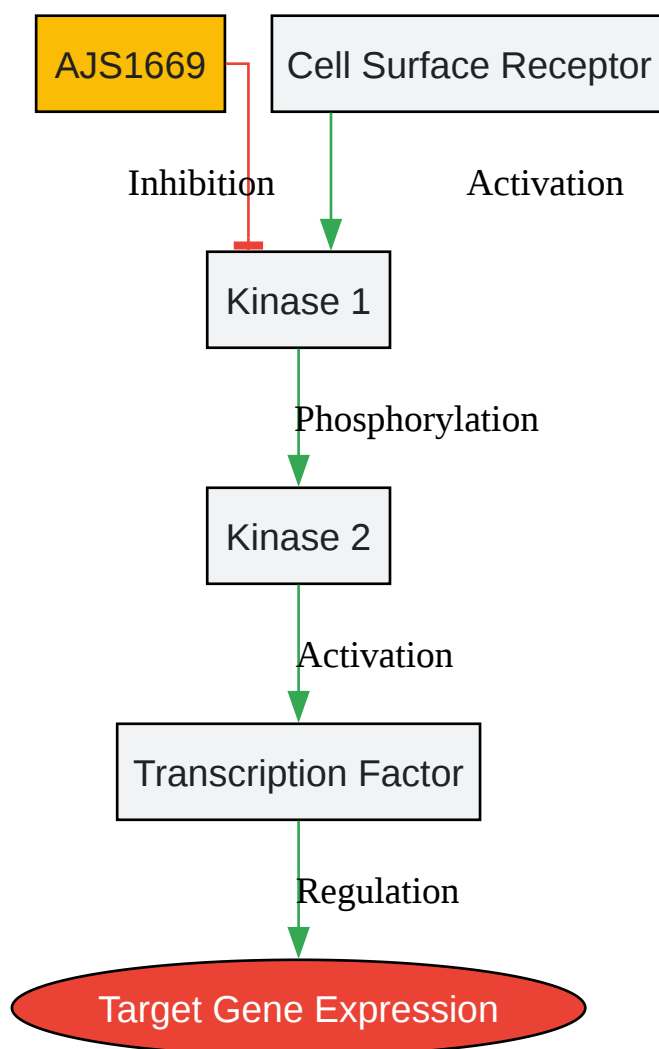 AJS1669
Cell Surface Receptor
Inhibition
Activation
Kinase 1
Phosphorylation
Kinase 2
Activation
Transcription Factor
Regulation
Target Gene Expression